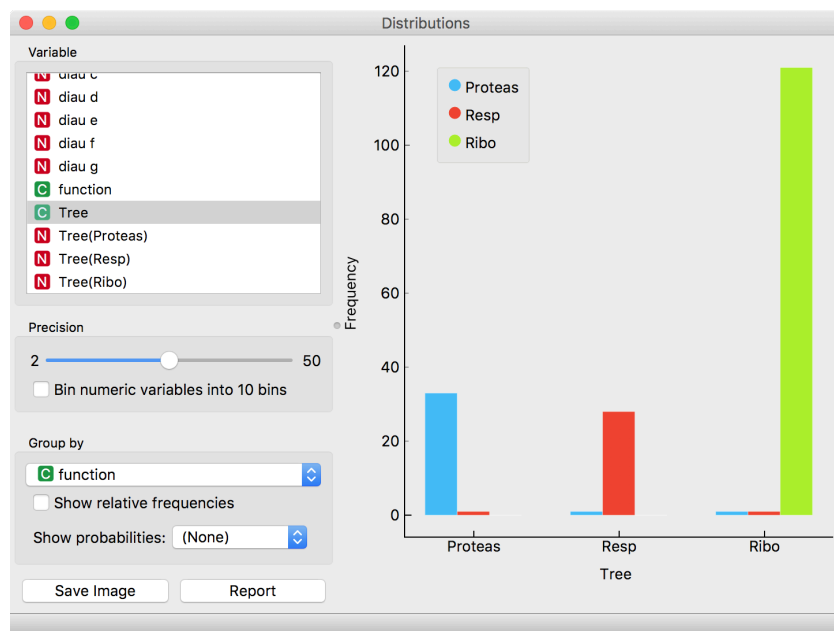 Distributions
Variable
N diau c
N diau d
N diau e
N diau f
N diau g
C function
C Tree
N Tree(Proteas)
N Tree(Resp)
N Tree(Ribo)
Precision
2 50
Bin numeric variables into 10 bins
Group by
C function
Show relative frequencies
Show probabilities: (None)
Save Image Report
120
100
80
60
40
20
0
Frequency
Proteas
Resp
Ribo
Proteas Resp Ribo
Tree